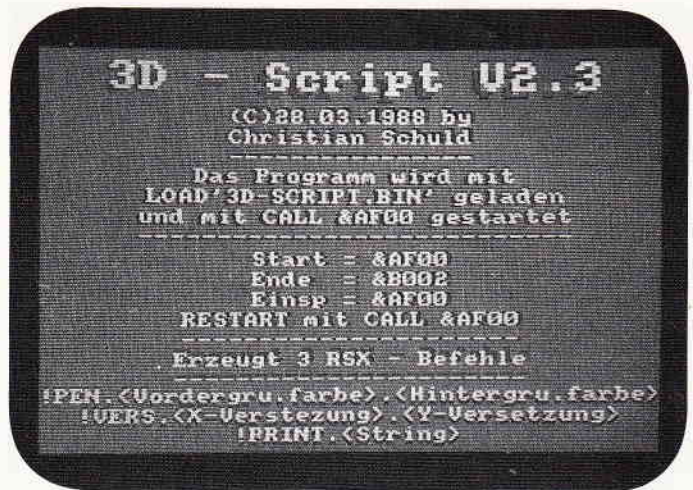 3D - Script V2.3
(C)28.03.1988 by
Christian Schuld
----------------
Das Programm wird mit
LOAD'3D-SCRIPT.BIN' geladen
und mit CALL &AF00 gestartet
-----------------------------
Start = &AF00
Ende = &B002
Einsp = &AF00
RESTART mit CALL &AF00
-----------------------
Erzeugt 3 RSX - Befehle
------------------------
!PEN.<Vordergru.farbe>.<Hintergru.farbe>
!VERS.<X-Verstezung>.<Y-Versetzung>
!PRINT.<String>